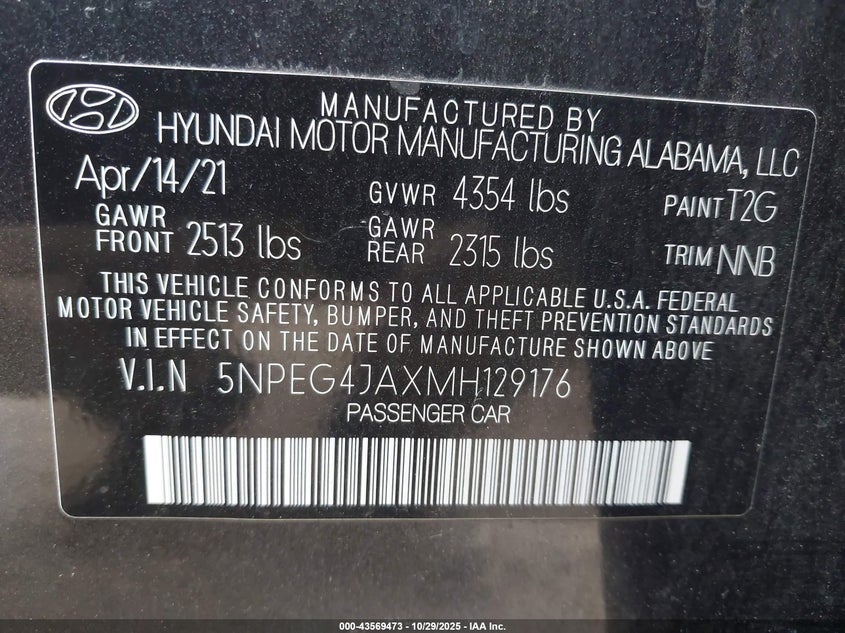 MANUFACTURED BY
HYUNDAI MOTOR MANUFACTURING ALABAMA, LLC
Apr/14/21 GVWR 4354 lbs PAINT T2G
GAWR FRONT 2513 lbs GAWR REAR 2315 lbs TRIM NNB
THIS VEHICLE CONFORMS TO ALL APPLICABLE U.S.A. FEDERAL
MOTOR VEHICLE SAFETY, BUMPER, AND THEFT PREVENTION STANDARDS
IN EFFECT ON THE DATE OF MANUFACTURE SHOWN ABOVE
V.I.N 5NPEG4JAXMH129176
PASSENGER CAR
000-43569473 - 10/29/2025 - IAA Inc.